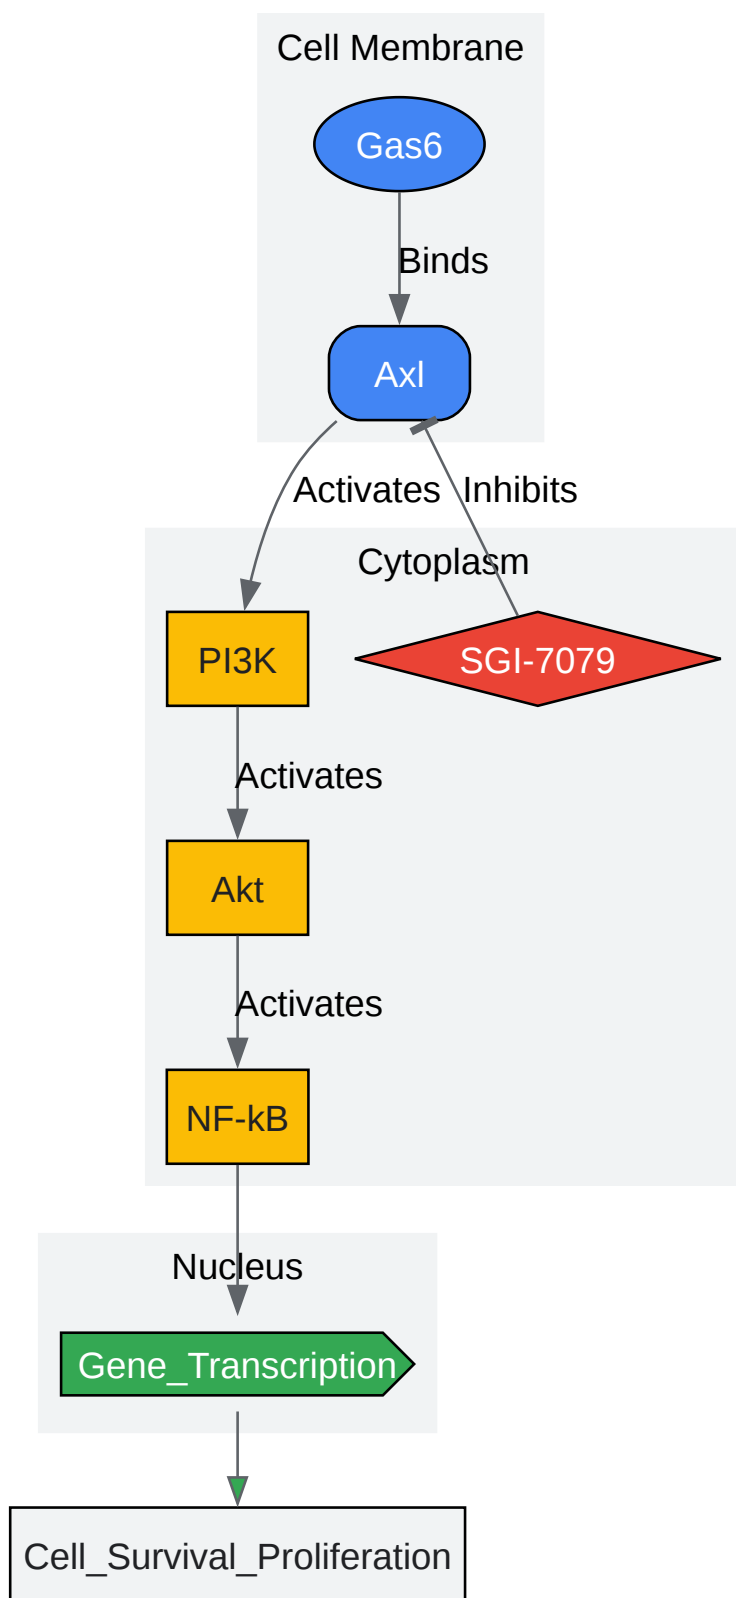 Cell Membrane
Gas6
Binds
Axl
Activates
Inhibits
Cytoplasm
PI3K
SGI-7079
Activates
Akt
Activates
NF-kB
Nucleus
Gene_Transcription
Cell_Survival_Proliferation